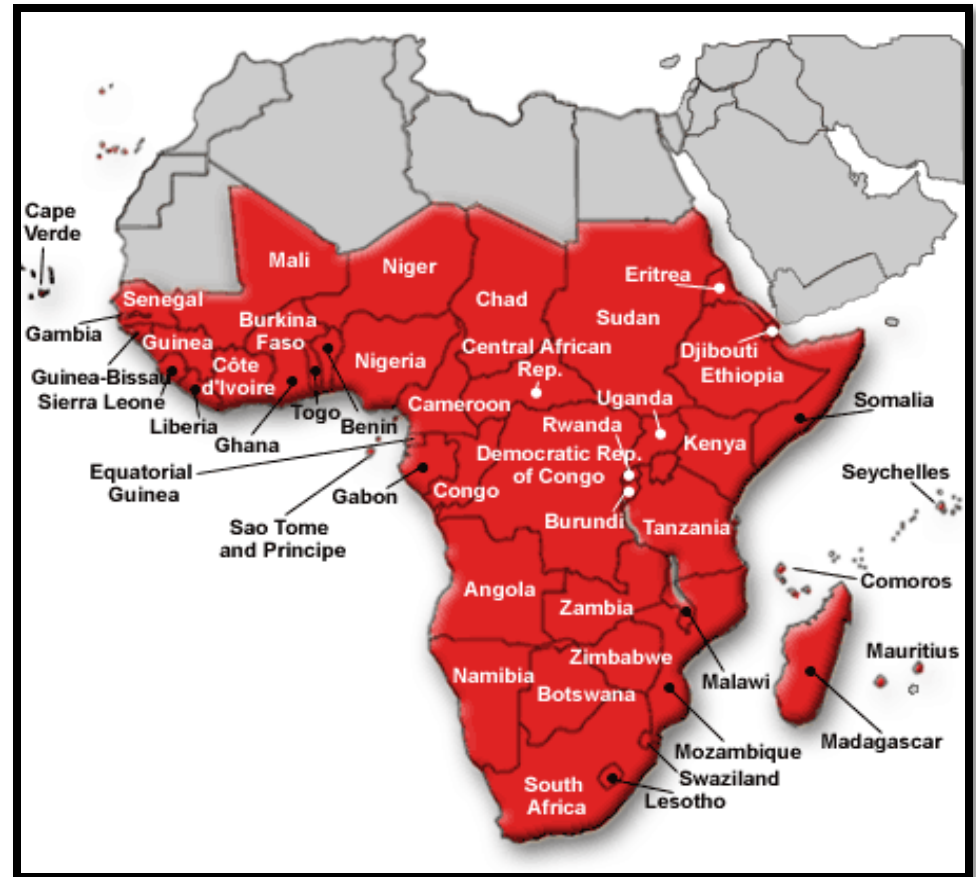 Cape
Verde
Mali
Niger
Eritrea
Senegal
Chad
Sudan
Gambia
Burkina
Faso
Guinea
Nigeria
Central African
Rep.
Djibouti
Ethiopia
Côte
d'Ivoire
Guinea-Bissau
Sierra Leone
Liberia
Ghana
Togo
Benin
Cameroon
Uganda
Somalia
Rwanda
Kenya
Democratic Rep.
of Congo
Equatorial
Guinea
Gabon
Congo
Seychelles
Sao Tome
and Principe
Burundi
Tanzania
Comoros
Angola
Zambia
Mauritius
Zimbabwe
Namibia
Malawi
Botswana
Madagascar
Mozambique
Swaziland
South
Africa
Lesotho